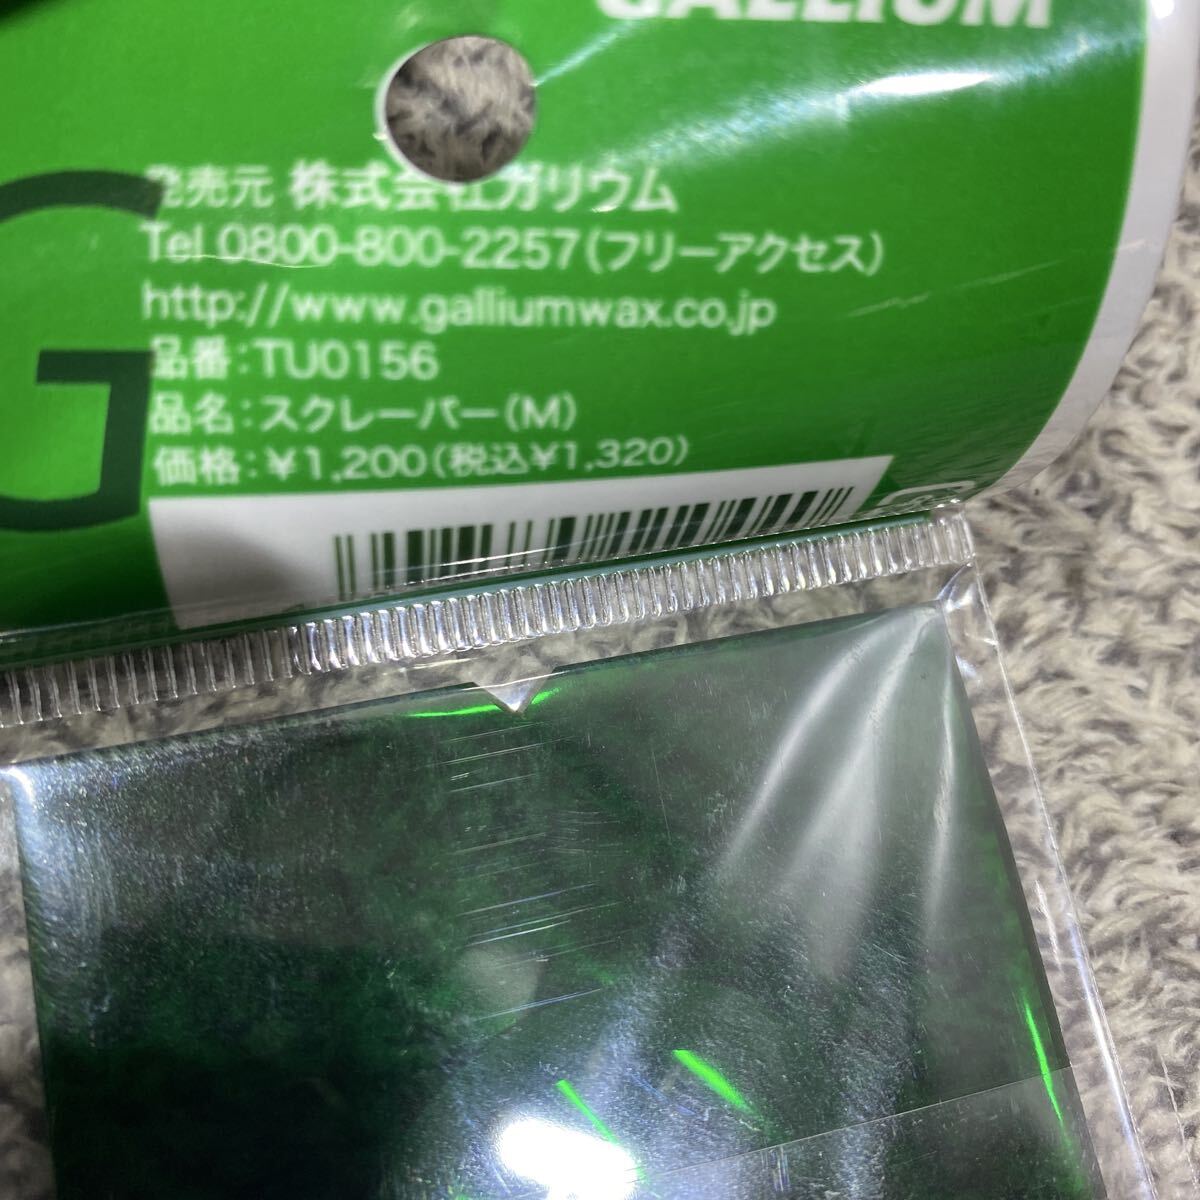 GALLIUM
発売元 株式会社ガリウム
Tel 0800-800-2257(フリーアクセス)
http://www.galliumwax.co.jp
品番:TU0156
品名:スクレーパー(M)
価格:¥1,200(税込¥1,320)
G